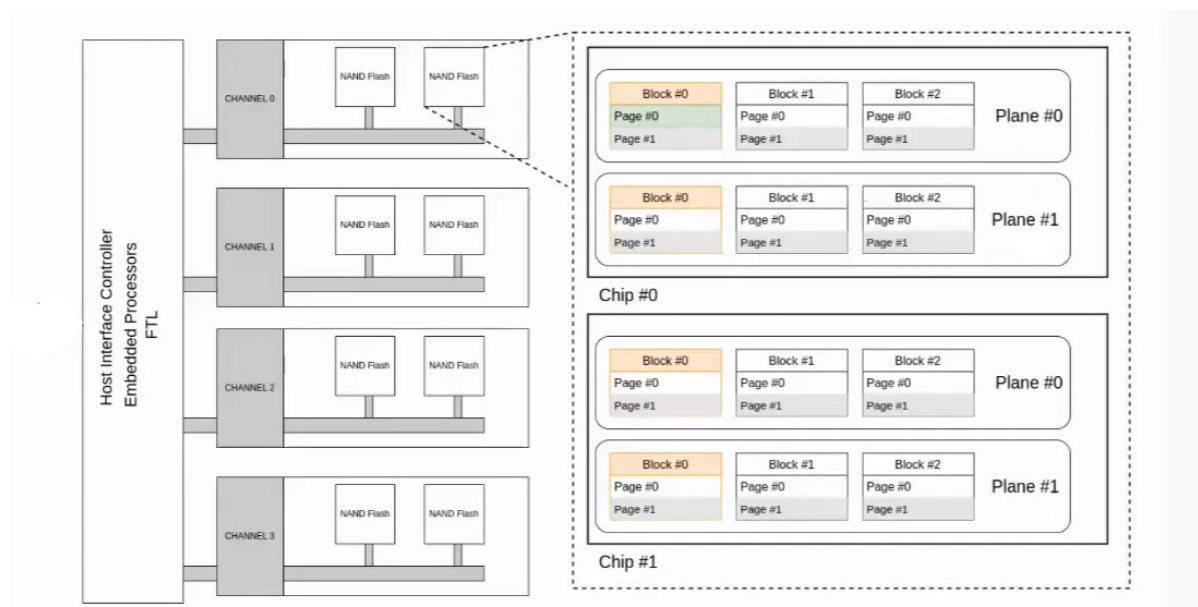 Host Interface Controller
Embedded Processors
FTL
CHANNEL 0
NAND Flash
NAND Flash
CHANNEL 1
NAND Flash
NAND Flash
CHANNEL 2
NAND Flash
NAND Flash
CHANNEL 3
NAND Flash
NAND Flash
Block #0
Page #0
Page #1
Block #1
Page #0
Page #1
Block #2
Page #0
Page #1
Plane #0
Block #0
Page #0
Page #1
Block #1
Page #0
Page #1
Block #2
Page #0
Page #1
Plane #1
Chip #0
Block #0
Page #0
Page #1
Block #1
Page #0
Page #1
Block #2
Page #0
Page #1
Plane #0
Block #0
Page #0
Page #1
Block #1
Page #0
Page #1
Block #2
Page #0
Page #1
Plane #1
Chip #1